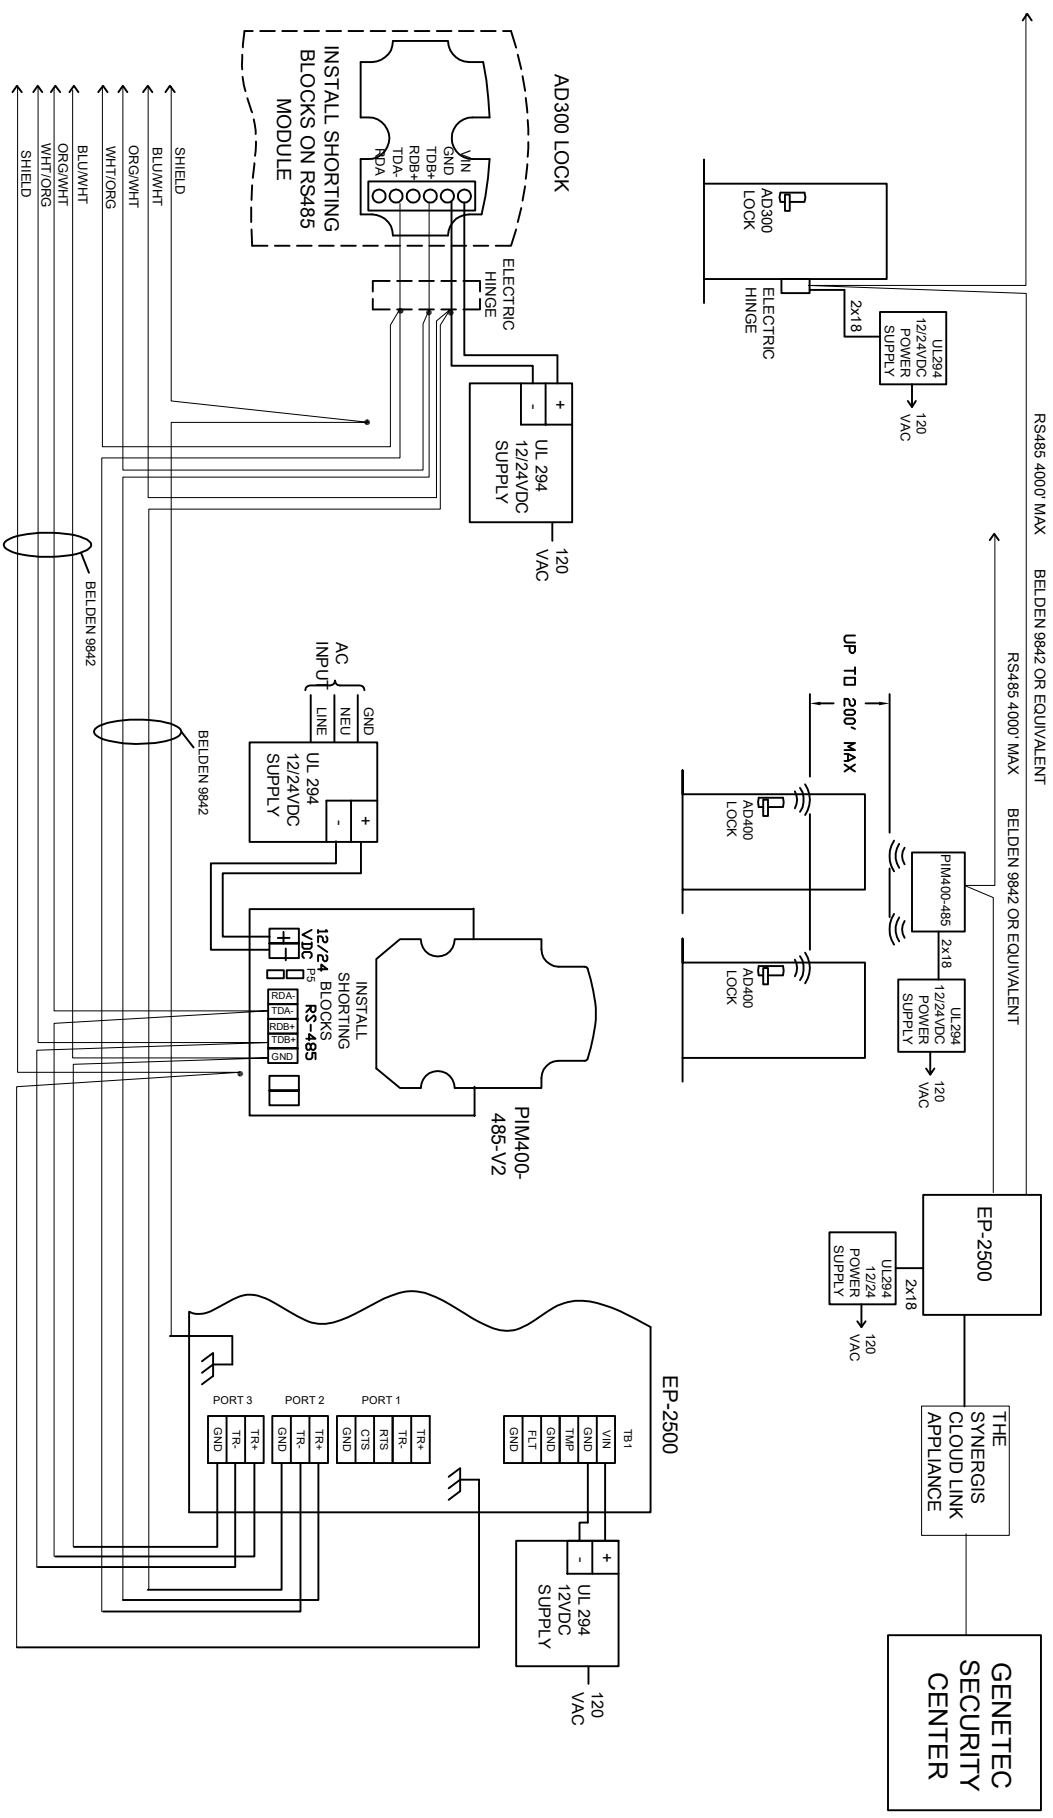 RS485 4000' MAX
BELDEN 9842 OR EQUIVALENT
RS485 4000' MAX
BELDEN 9842 OR EQUIVALENT
AD300
LOCK
ELECTRIC
HINGE
2x18
UL294
12/24VDC
POWER
SUPPLY
120
VAC
UP TO 200' MAX
AD400
LOCK
AD400
LOCK
PIM400-485
2x18
UL294
12/24VDC
POWER
SUPPLY
120
VAC
EP-2500
2x18
UL294
12/24
POWER
SUPPLY
120
VAC
THE
SYNERGIS
CLOUD LINK
APPLIANCE
GENETEC
SECURITY
CENTER
AD300 LOCK
VIN
GND
TDB+
RDB+
TDA-
RDA
INSTALL SHORTING
BLOCKS ON RS485
MODULE
ELECTRIC
HINGE
+
-
UL 294
12/24VDC
SUPPLY
120
VAC
AC
INPUT
GND
NEU
LINE
+
-
UL 294
12/24VDC
SUPPLY
PIM400-
485-V2
INSTALL
SHORTING
BLOCKS
12/24
VDC
+
-
P5
RS-485
RDA-
TDA-
RDB+
TDB+
GND
EP-2500
TB1
VIN
GND
TMP
GND
FLT
GND
PORT 1
TR+
TR-
RTS
CTS
GND
PORT 2
TR+
TR-
GND
PORT 3
TR+
TR-
GND
+
-
UL 294
12VDC
SUPPLY
120
VAC
SHIELD
BLU/WHT
ORG/WHT
WHT/ORG
BLU/WHT
ORG/WHT
WHT/ORG
SHIELD
BELDEN 9842
BELDEN 9842